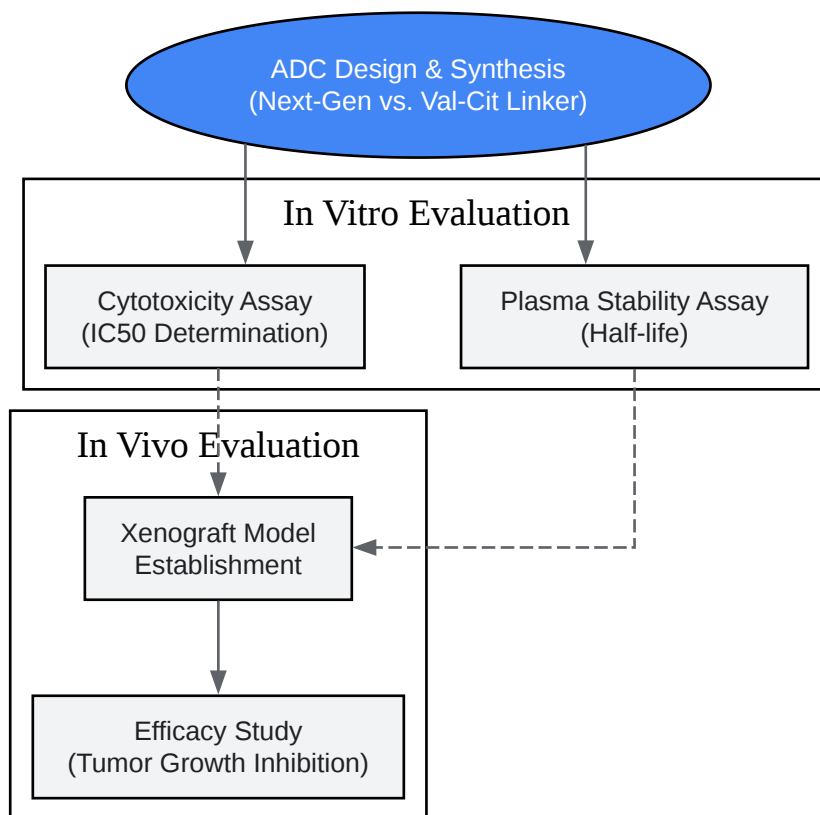 ADC Design & Synthesis
(Next-Gen vs. Val-Cit Linker)
In Vitro Evaluation
Cytotoxicity Assay
(IC50 Determination)
Plasma Stability Assay
(Half-life)
In Vivo Evaluation
Xenograft Model
Establishment
Efficacy Study
(Tumor Growth Inhibition)